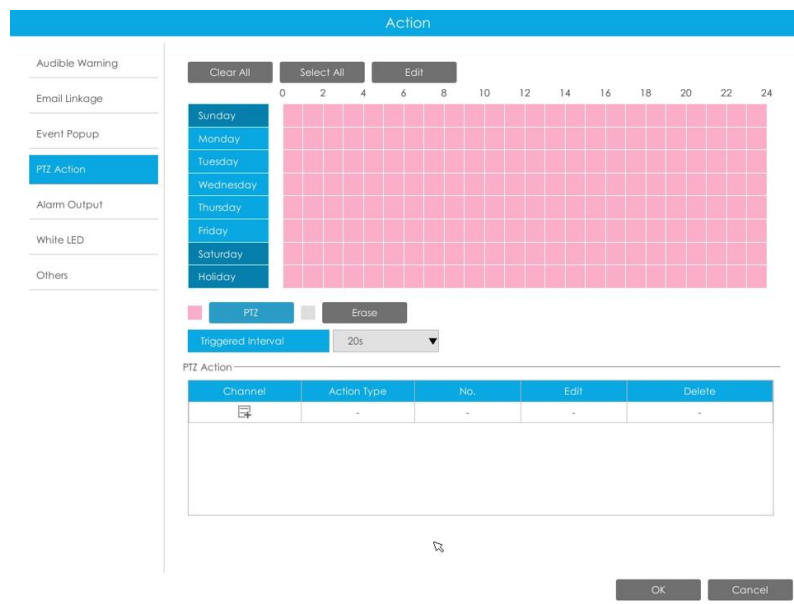 Action
Audible Warning
Email Linkage
Event Popup
PTZ Action
Alarm Output
White LED
Others
Clear All Select All Edit
0 2 4 6 8 10 12 14 16 18 20 22 24
Sunday
Monday
Tuesday
Wednesday
Thursday
Friday
Saturday
Holiday
PTZ Erase
Triggered Interval 20s
PTZ Action
Channel Action Type No. Edit Delete
- - - -
OK Cancel